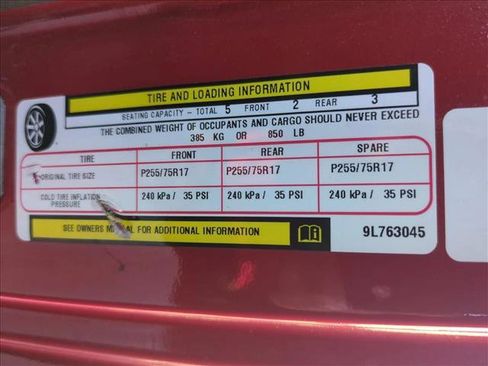 TIRE AND LOADING INFORMATION
SEATING CAPACITY - TOTAL 5 FRONT 2 REAR 3
THE COMBINED WEIGHT OF OCCUPANTS AND CARGO SHOULD NEVER EXCEED
385 KG OR 850 LB
TIRE FRONT REAR SPARE
ORIGINAL TIRE SIZE P255/75R17 P255/75R17 P255/75R17
COLD TIRE INFLATION PRESSURE 240 kPa / 35 PSI 240 kPa / 35 PSI 240 kPa / 35 PSI
SEE OWNERS MANUAL FOR ADDITIONAL INFORMATION 9L763045